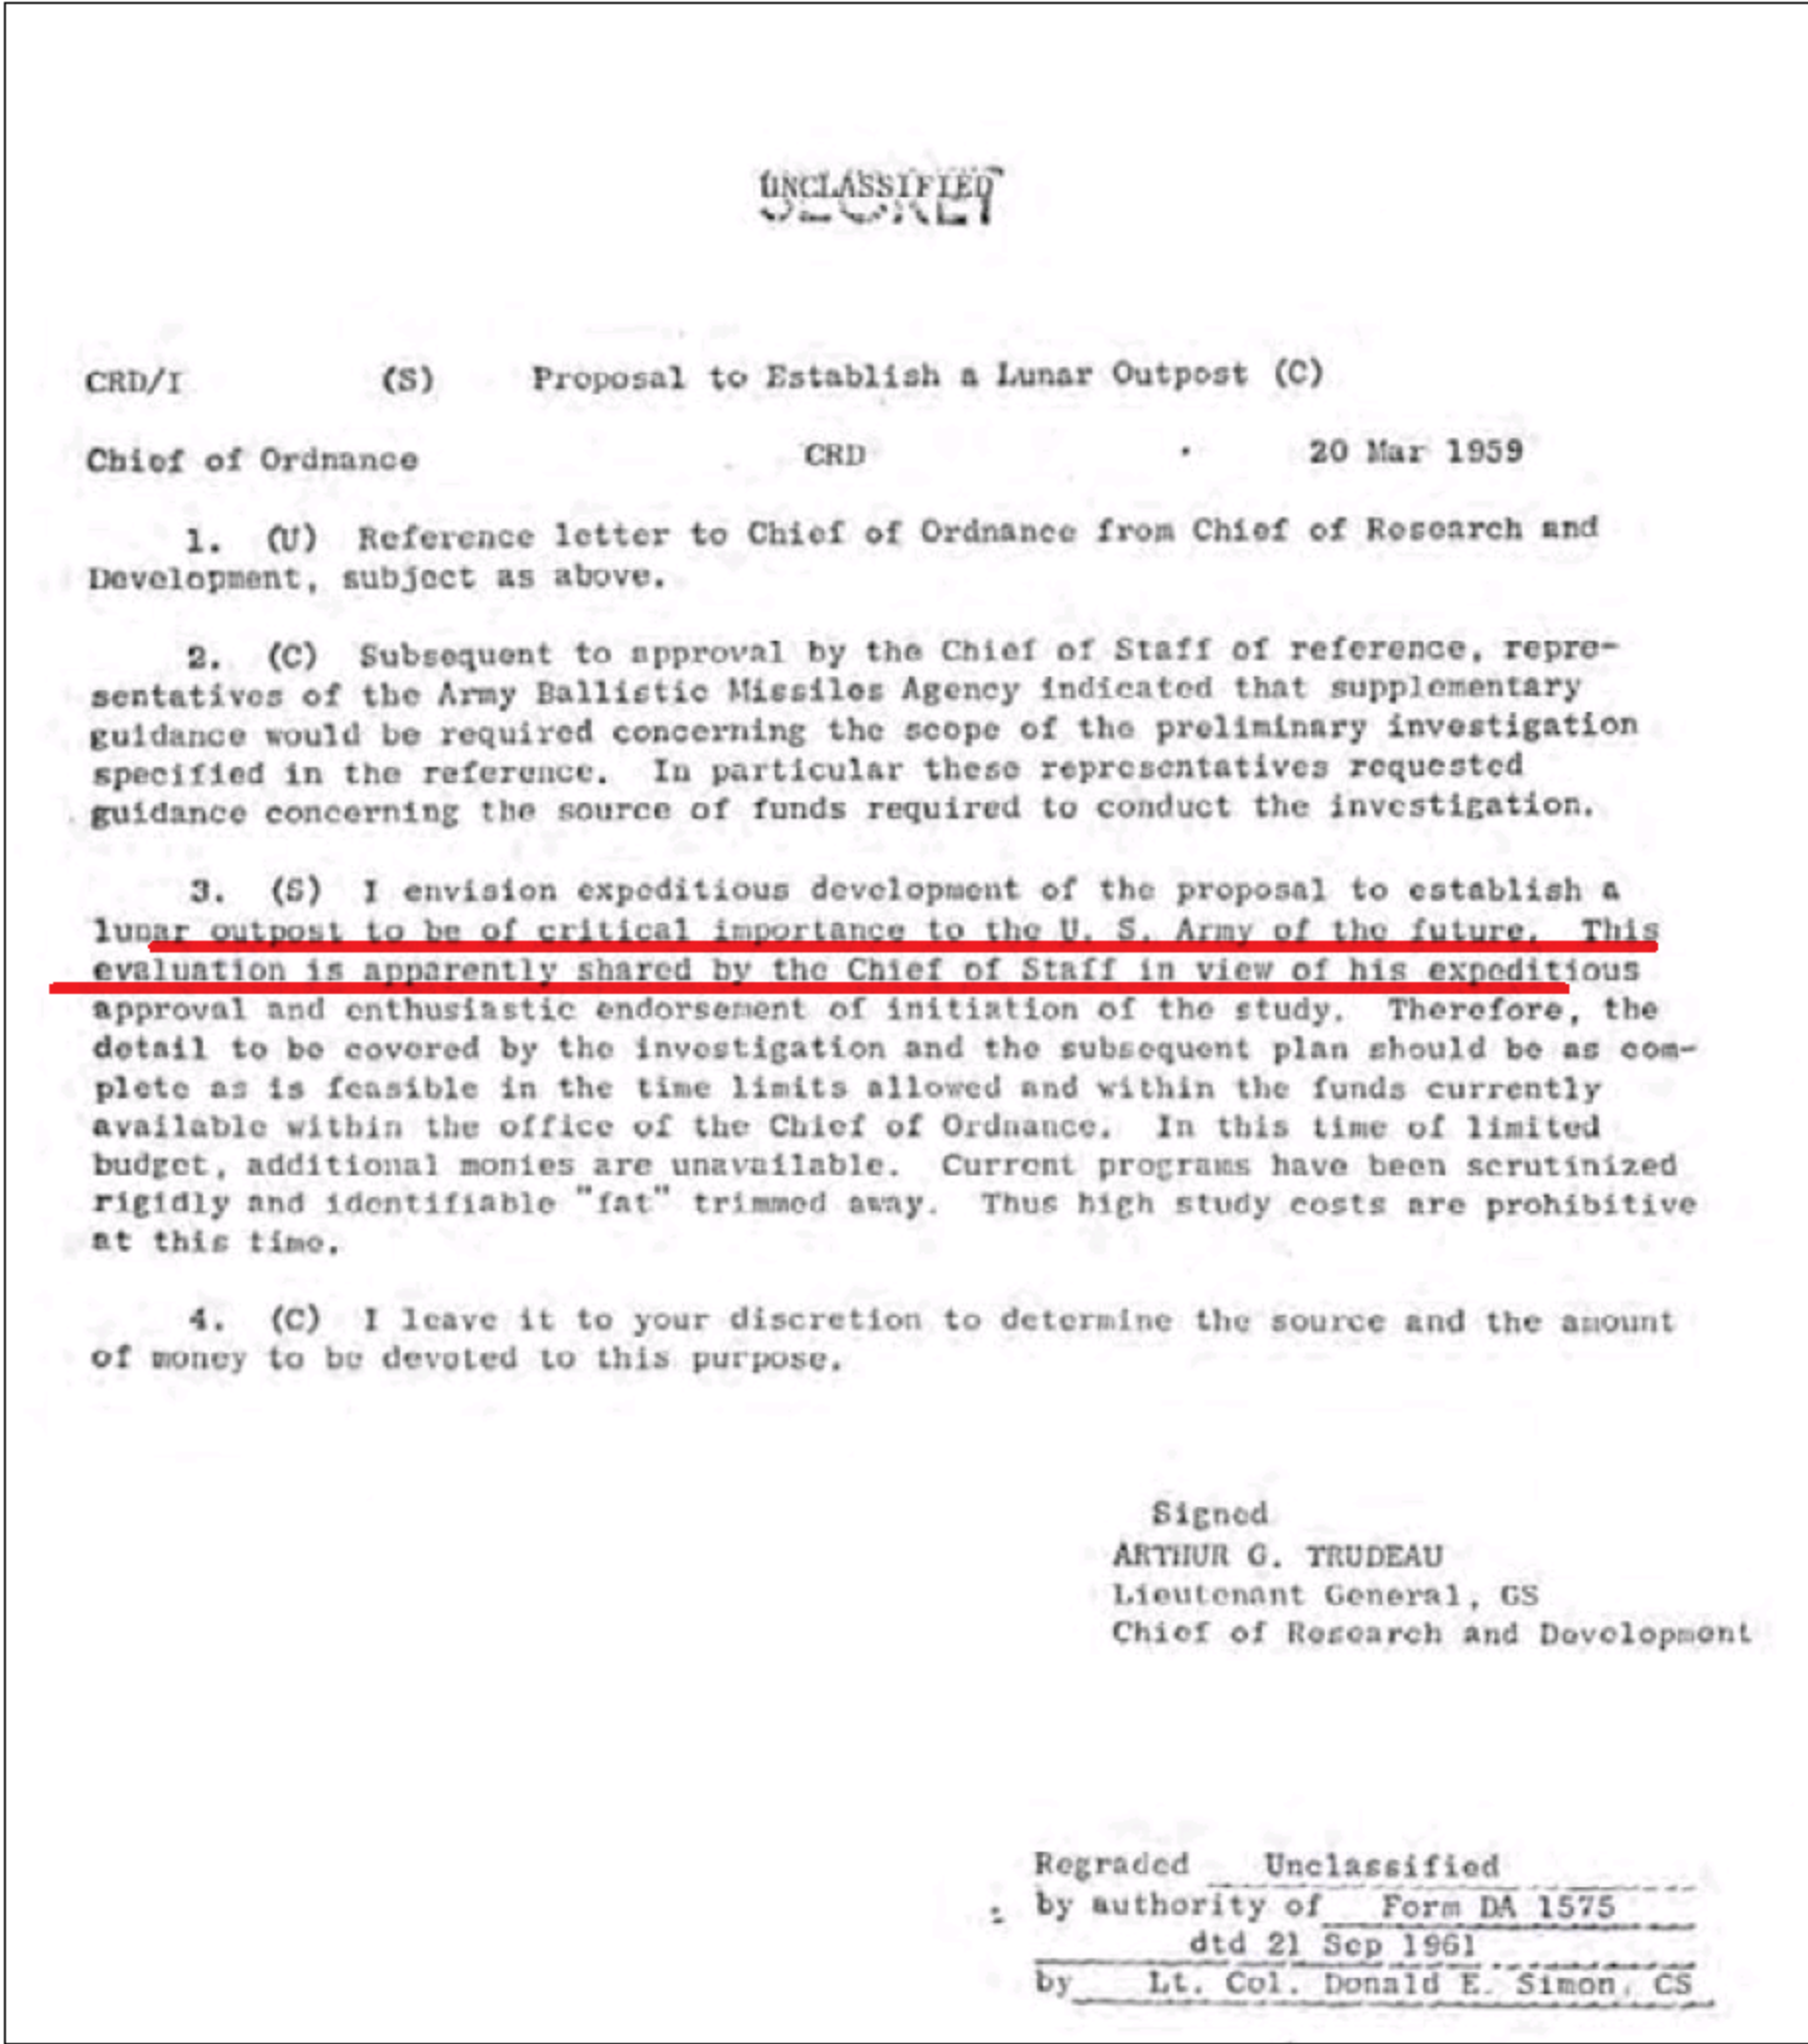 UNCLASSIFIED
SECRET
CRD/I (S) Proposal to Establish a Lunar Outpost (C)
Chief of Ordnance CRD 20 Mar 1959
1. (U) Reference letter to Chief of Ordnance from Chief of Research and
Development, subject as above.
2. (C) Subsequent to approval by the Chief of Staff of reference, repre-
sentatives of the Army Ballistic Missiles Agency indicated that supplementary
guidance would be required concerning the scope of the preliminary investigation
specified in the reference. In particular these representatives requested
guidance concerning the source of funds required to conduct the investigation.
3. (S) I envision expeditious development of the proposal to establish a
lunar outpost to be of critical importance to the U. S. Army of the future. This
evaluation is apparently shared by the Chief of Staff in view of his expeditious
approval and enthusiastic endorsement of initiation of the study. Therefore, the
detail to be covered by the investigation and the subsequent plan should be as com-
plete as is feasible in the time limits allowed and within the funds currently
available within the office of the Chief of Ordnance. In this time of limited
budget, additional monies are unavailable. Current programs have been scrutinized
rigidly and identifiable "fat" trimmed away. Thus high study costs are prohibitive
at this time.
4. (C) I leave it to your discretion to determine the source and the amount
of money to be devoted to this purpose.
Signed
ARTHUR G. TRUDEAU
Lieutenant General, GS
Chief of Research and Development
Regraded Unclassified
by authority of Form DA 1575
dtd 21 Sep 1961
by Lt. Col. Donald E. Simon, CS